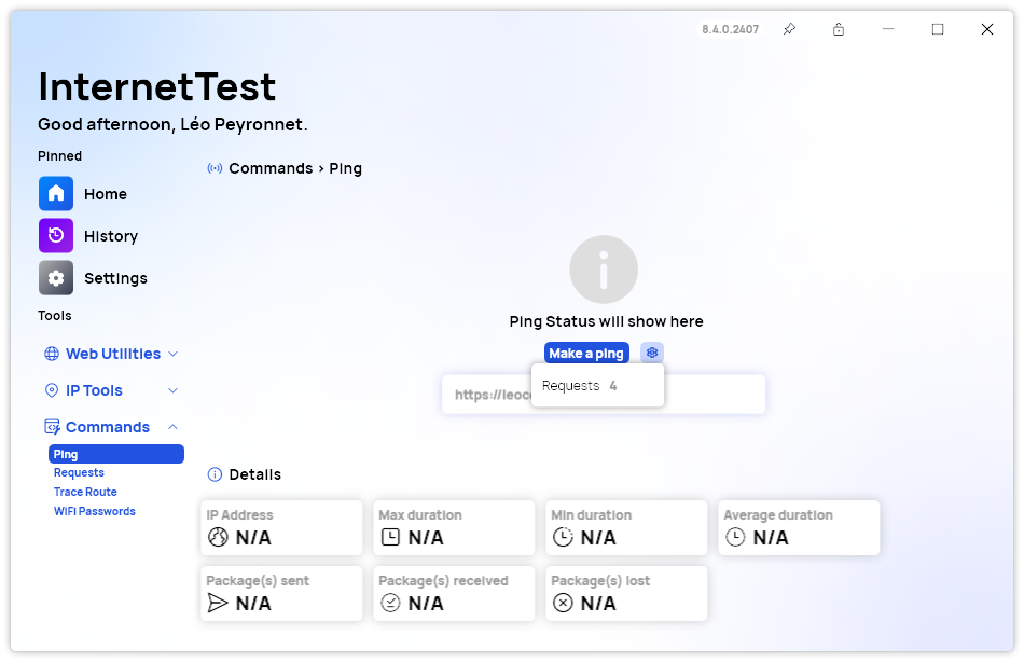 8.4.0.2407
InternetTest
Good afternoon, Léo Peyronnet.
Pinned
Home
History
Settings
Tools
Web Utilities
IP Tools
Commands
Ping
Requests
Trace Route
WiFi Passwords
Commands > Ping
Ping Status will show here
Make a ping
Requests 4
Details
IP Address
N/A
Max duration
N/A
Min duration
N/A
Average duration
N/A
Package(s) sent
N/A
Package(s) received
N/A
Package(s) lost
N/A